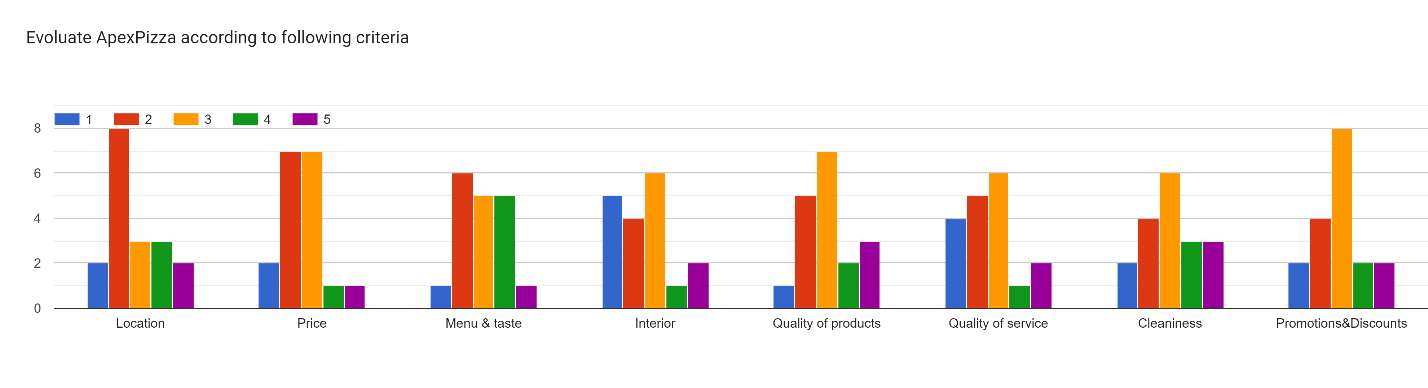 Evoluate ApexPizza according to following criteria
1 2 3 4 5
8
6
4
2
0
Location Price Menu & taste Interior Quality of products Quality of service Cleaniness Promotions&Discounts